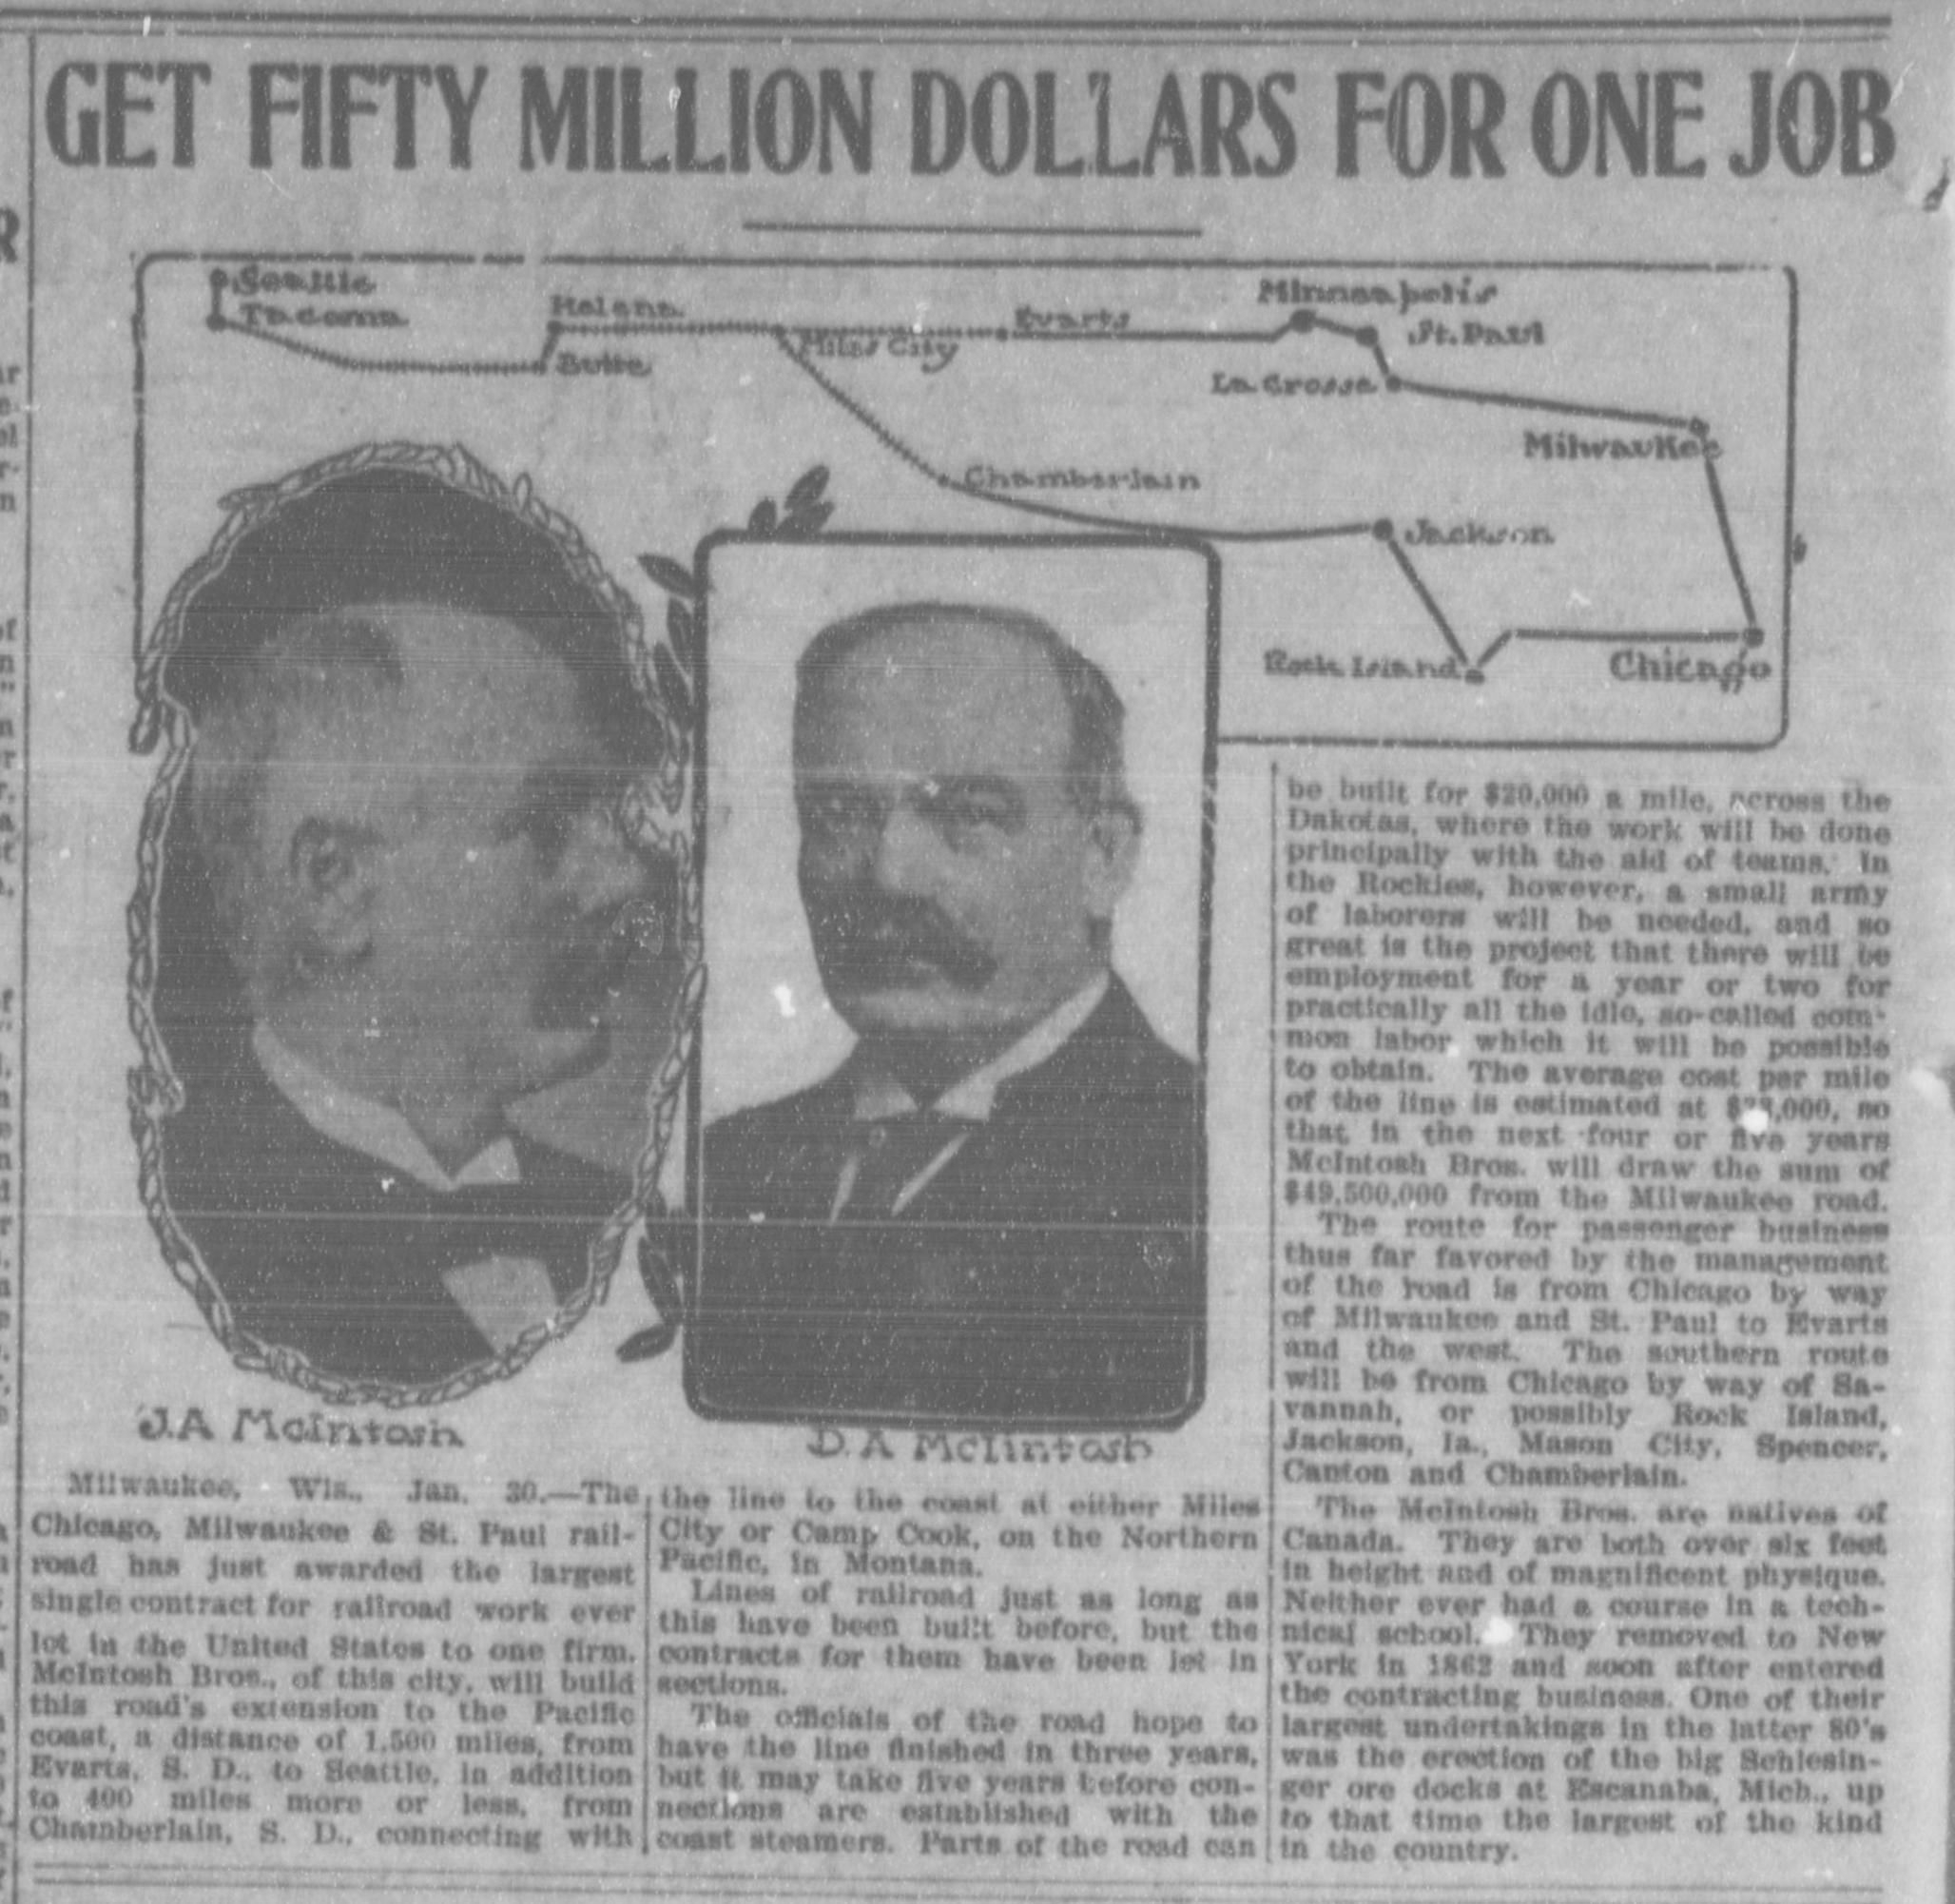 GET FIFTY MILLION DOLLARS FOR ONE JOB
Seattle
Tacoma
Helena
Butte
Miles City
Evarts
Minneapolis
St. Paul
La Crosse
Milwaukee
Chamberlain
Jackson
Rock Island
Chicago
J.A McIntosh
D. A McIintosh
Milwaukee, Wis., Jan. 30.—The
Chicago, Milwaukee & St. Paul rail-
road has just awarded the largest
single contract for railroad work ever
lot in the United States to one firm.
McIntosh Bros., of this city, will build
this road's extension to the Pacific
coast, a distance of 1,500 miles, from
Evarts, S. D., to Seattle, in addition
to 400 miles more or less, from
Chamberlain, S. D., connecting with
the line to the coast at either Miles
City or Camp Cook, on the Northern
Pacific, in Montana.
Lines of railroad just as long as
this have been built before, but the
contracts for them have been let in
sections.
The officials of the road hope to
have the line finished in three years,
but it may take five years before con-
nections are established with the
coast steamers. Parts of the road can
be built for $20,000 a mile, across the
Dakotas, where the work will be done
principally with the aid of teams. In
the Rockies, however, a small army
of laborers will be needed, and so
great is the project that there will be
employment for a year or two for
practically all the idle, so-called com-
mon labor which it will be possible
to obtain. The average cost per mile
of the line is estimated at so
that in the next four or five years
McIntosh Bros. will draw the sum of
$49,500,000 from the Milwaukee road.
The route for passenger business
thus far favored by the management
of the road is from Chicago by way
of Milwaukee and St. Paul to Evarts
and the west. The southern route
will be from Chicago by way of Sa-
vannah, or possibly Rock Island,
Jackson, Ia., Mason City, Spencer,
Canton and Chamberlain.
The McIntosh Bros. are natives of
Canada. They are both over six feet
in height and of magnificent physique.
Neither ever had a course in a tech-
nical school. They removed to New
York in 1862 and soon after entered
the contracting business. One of their
largest undertakings in the latter 80's
was the erection of the big Schlesin-
ger ore docks at Escanaba, Mich., up
to that time the largest of the kind
in the country.